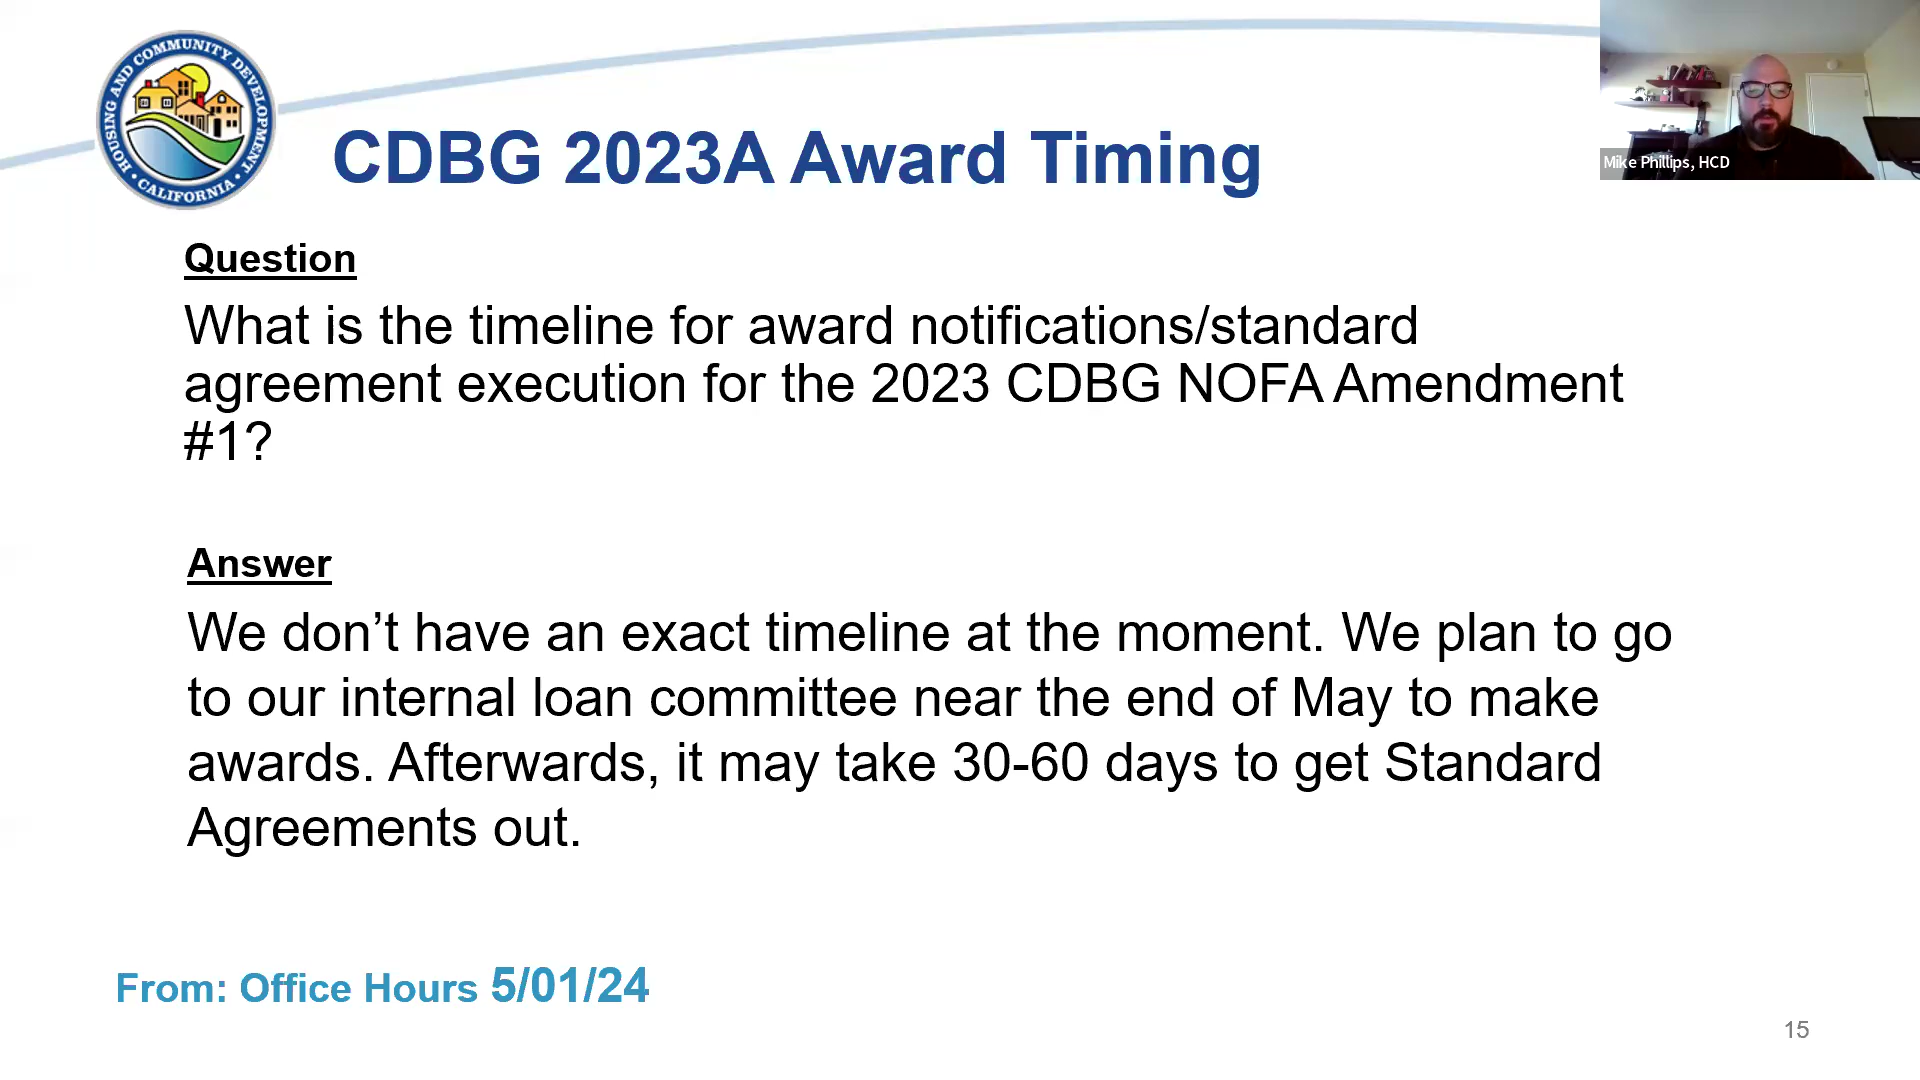 HOUSING AND COMMUNITY DEVELOPMENT
• CALIFORNIA •
CDBG 2023A Award Timing
Mike Phillips, HCD
Question
What is the timeline for award notifications/standard
agreement execution for the 2023 CDBG NOFA Amendment
#1?
Answer
We don’t have an exact timeline at the moment. We plan to go
to our internal loan committee near the end of May to make
awards. Afterwards, it may take 30-60 days to get Standard
Agreements out.
From: Office Hours 5/01/24
15